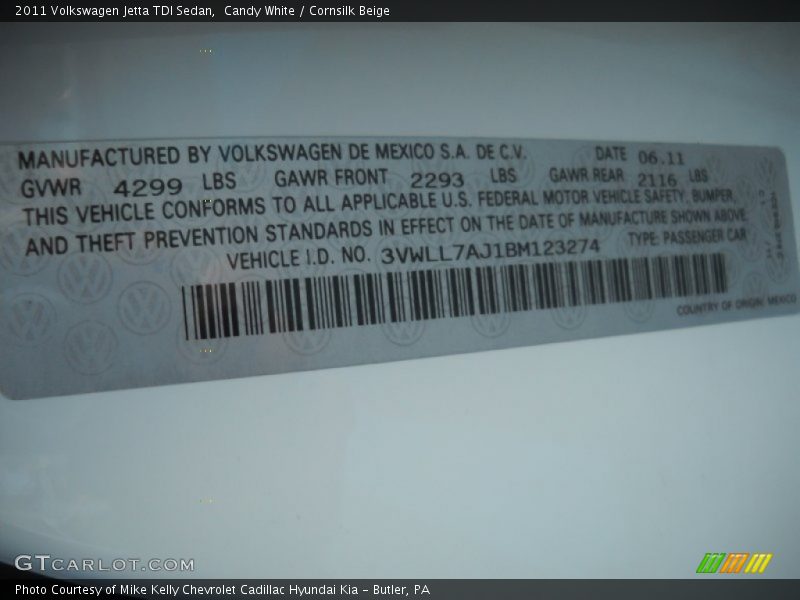 2011 Volkswagen Jetta TDI Sedan,  Candy White / Cornsilk Beige
MANUFACTURED BY VOLKSWAGEN DE MEXICO S.A. DE C.V. DATE 06.11
GVWR 4299 LBS GAWR FRONT 2293 LBS GAWR REAR 2116 LBS
THIS VEHICLE CONFORMS TO ALL APPLICABLE U.S. FEDERAL MOTOR VEHICLE SAFETY, BUMPER,
AND THEFT PREVENTION STANDARDS IN EFFECT ON THE DATE OF MANUFACTURE SHOWN ABOVE
VEHICLE I.D. NO. 3VWLL7AJ1BM123274 TYPE: PASSENGER CAR
COUNTRY OF ORIGIN: MEXICO
GTCARLOT.COM
Photo Courtesy of Mike Kelly Chevrolet Cadillac Hyundai Kia - Butler, PA